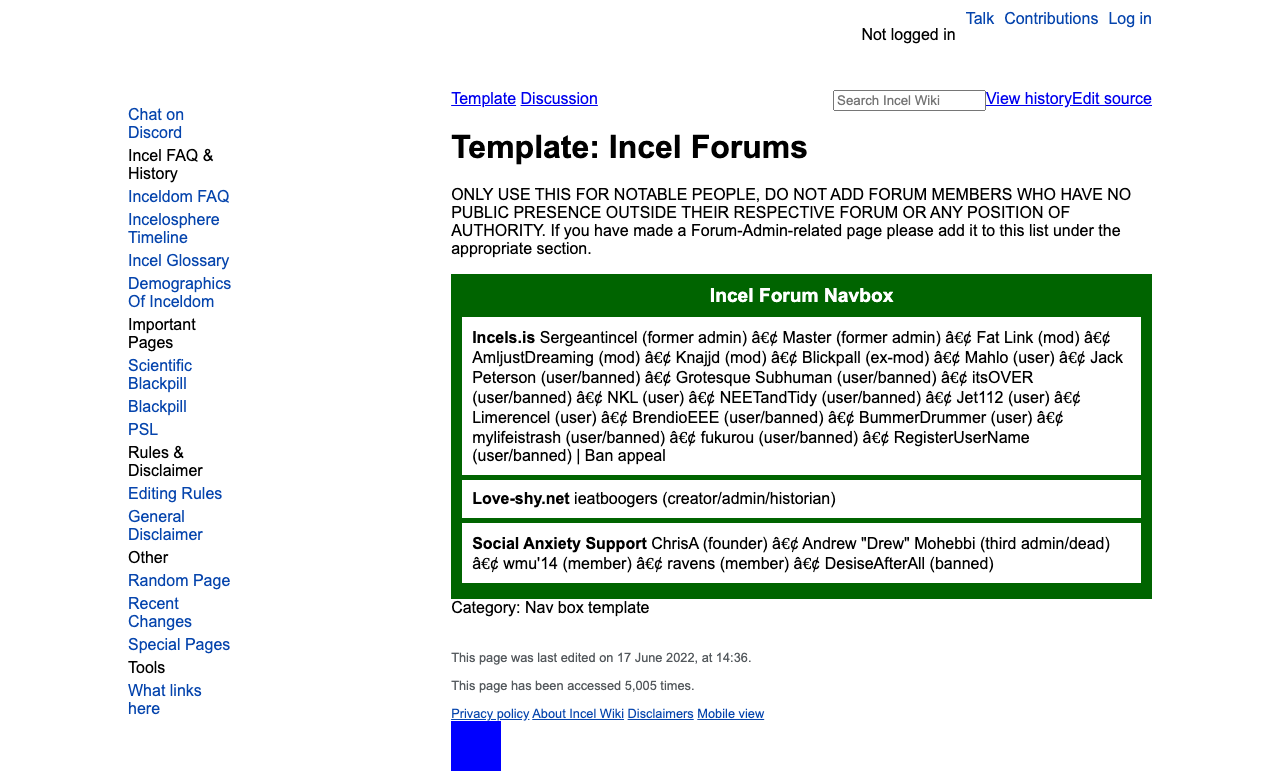 Talk Contributions Log in
Not logged in
Chat on
Discord
Incel FAQ &
History
Inceldom FAQ
Incelosphere
Timeline
Incel Glossary
Demographics
Of Inceldom
Important
Pages
Scientific
Blackpill
Blackpill
PSL
Rules &
Disclaimer
Editing Rules
General
Disclaimer
Other
Random Page
Recent
Changes
Special Pages
Tools
What links
here
Template Discussion Search Incel Wiki View history Edit source
Template: Incel Forums
ONLY USE THIS FOR NOTABLE PEOPLE, DO NOT ADD FORUM MEMBERS WHO HAVE NO
PUBLIC PRESENCE OUTSIDE THEIR RESPECTIVE FORUM OR ANY POSITION OF
AUTHORITY. If you have made a Forum-Admin-related page please add it to this list under the
appropriate section.
Incel Forum Navbox
Incels.is Sergeantincel (former admin) â€¢ Master (former admin) â€¢ Fat Link (mod) â€¢
AmIjustDreaming (mod) â€¢ Knajjd (mod) â€¢ Blickpall (ex-mod) â€¢ Mahlo (user) â€¢ Jack
Peterson (user/banned) â€¢ Grotesque Subhuman (user/banned) â€¢ itsOVER
(user/banned) â€¢ NKL (user) â€¢ NEETandTidy (user/banned) â€¢ Jet112 (user) â€¢
Limerencel (user) â€¢ BrendioEEE (user/banned) â€¢ BummerDrummer (user) â€¢
mylifeistrash (user/banned) â€¢ fukurou (user/banned) â€¢ RegisterUserName
(user/banned) | Ban appeal
Love-shy.net ieatboogers (creator/admin/historian)
Social Anxiety Support ChrisA (founder) â€¢ Andrew "Drew" Mohebbi (third admin/dead)
â€¢ wmu'14 (member) â€¢ ravens (member) â€¢ DesiseAfterAll (banned)
Category: Nav box template
This page was last edited on 17 June 2022, at 14:36.
This page has been accessed 5,005 times.
Privacy policy About Incel Wiki Disclaimers Mobile view